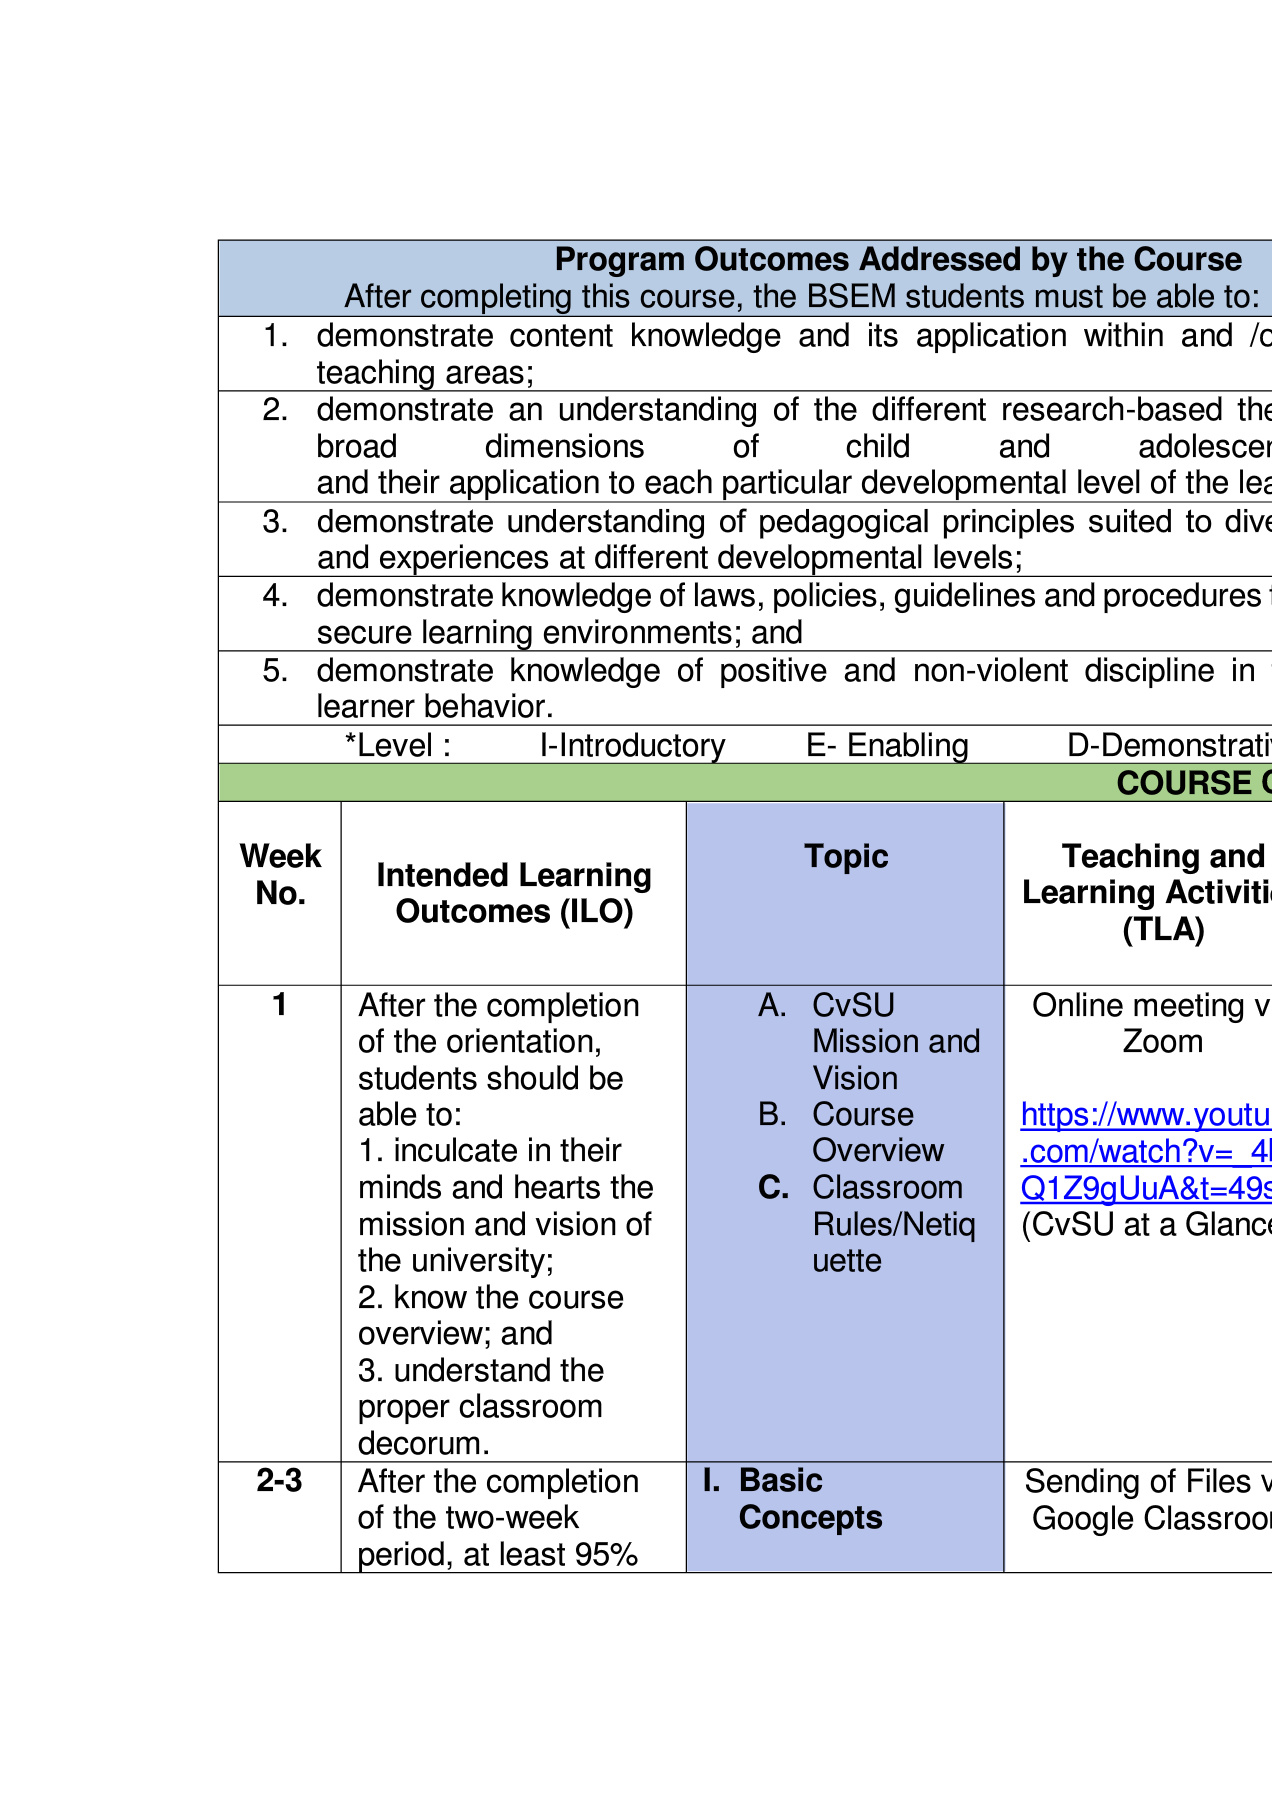 Program Outcomes Addressed by the Course
After completing this course, the BSEM students must be able to:
1. demonstrate content knowledge and its application within and
teaching areas;
2. demonstrate an understanding of the different research-based
broad dimensions of child and
and their application to each particular developmental level of the
3. demonstrate understanding of pedagogical principles suited to
and experiences at different developmental levels;
4. demonstrate knowledge of laws, policies, guidelines and procedures
secure learning environments; and
5. demonstrate knowledge of positive and non-violent discipline in
learner behavior.
*Level : I-Introductory E- Enabling
COURSE
Week
No.
Intended Learning
Outcomes (ILO)
Topic
Teaching and
Learning
(TLA)
1
After the completion
of the orientation,
students should be
able to:
1. inculcate in their
minds and hearts the
mission and vision of
the university;
2. know the course
overview; and
3. understand the
proper classroom
decorum.
A. CvSU
Mission and
Vision
B. Course
Overview
C. Classroom
Rules/Netiq
uette
Online meeting
Zoom
https://www.youtu
.com/watch?v=_4
Q1Z9gUuA&t=49s
(CvSU at a Glance
2-3
After the completion
of the two-week
period, at least 95%
I. Basic
Concepts
Sending of Files
Google